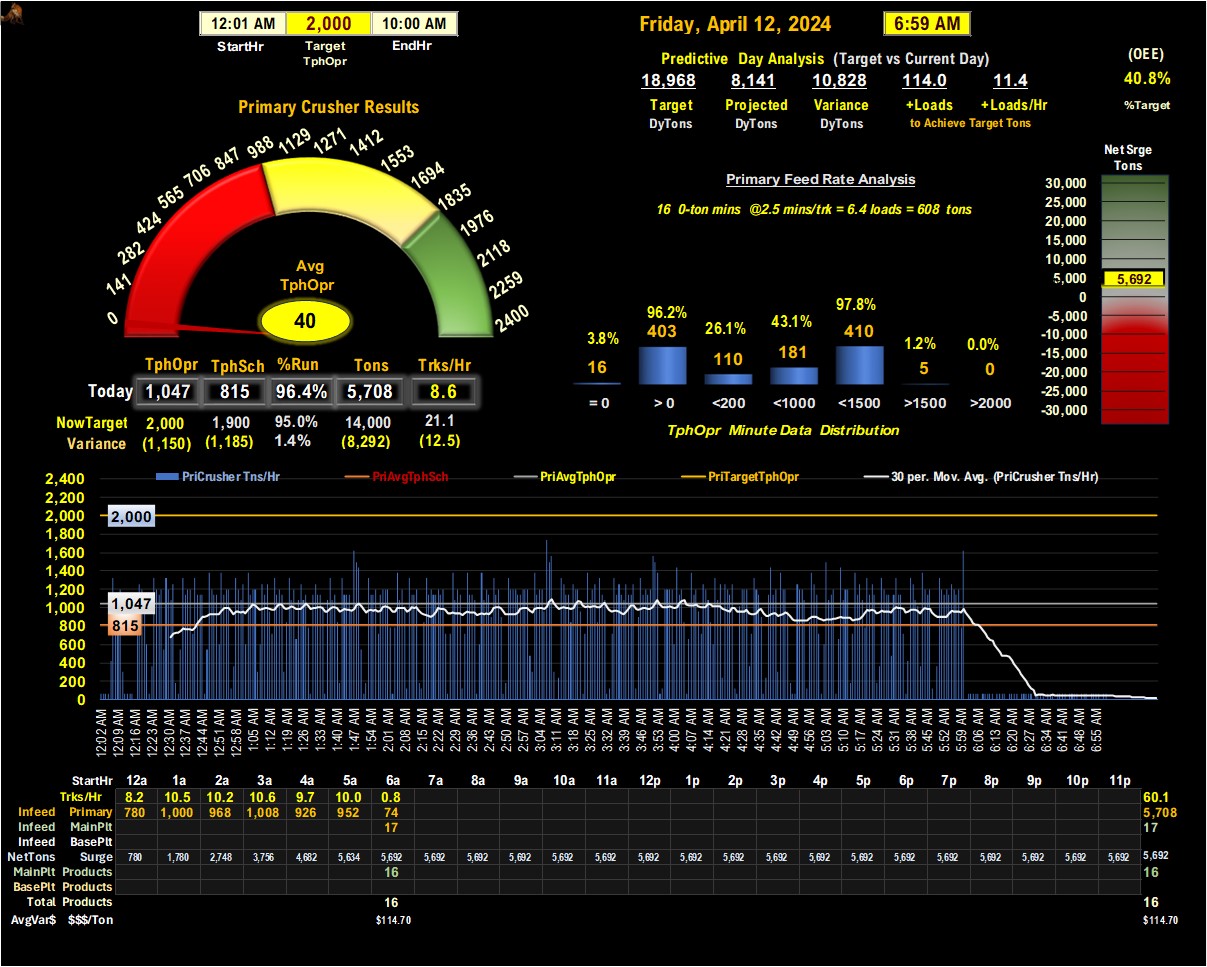 12:01 AM 2,000 10:00 AM
StartHr Target EndHr
TphOpr
Friday, April 12, 2024 6:59 AM
Predictive Day Analysis (Target vs Current Day)
18,968 8,141 10,828 114.0 11.4
Target Projected Variance +Loads +Loads/Hr
DyTons DyTons DyTons to Achieve Target Tons
(OEE)
40.8%
%Target
Primary Crusher Results
0 141 282 424 565 706 847 988 1129 1271 1412 1553 1694 1835 1976 2118 2259 2400
Avg
TphOpr
40
TphOpr TphSch %Run Tons Trks/Hr
Today 1,047 815 96.4% 5,708 8.6
NowTarget 2,000 1,900 95.0% 14,000 21.1
Variance (1,150) (1,185) 1.4% (8,292) (12.5)
Primary Feed Rate Analysis
16 0-ton mins @2.5 mins/trk = 6.4 loads = 608 tons
3.8% 96.2% 26.1% 43.1% 97.8% 1.2% 0.0%
16 403 110 181 410 5 0
= 0 > 0 <200 <1000 <1500 >1500 >2000
TphOpr Minute Data Distribution
Net Srge
Tons
30,000
25,000
20,000
15,000
10,000
5,000 5,692
0
-5,000
-10,000
-15,000
-20,000
-25,000
-30,000
PriCrusher Tns/Hr PriAvgTphSch PriAvgTphOpr PriTargetTphOpr 30 per. Mov. Avg. (PriCrusher Tns/Hr)
2,400
2,200
2,000 2,000
1,800
1,600
1,400
1,200
1,000 1,047
800 815
600
400
200
0
12:02 AM 12:09 AM 12:16 AM 12:23 AM 12:30 AM 12:37 AM 12:44 AM 12:51 AM 12:58 AM 1:05 AM 1:12 AM 1:19 AM 1:26 AM 1:33 AM 1:40 AM 1:47 AM 1:54 AM 2:01 AM 2:08 AM 2:15 AM 2:22 AM 2:29 AM 2:36 AM 2:43 AM 2:50 AM 2:57 AM 3:04 AM 3:11 AM 3:18 AM 3:25 AM 3:32 AM 3:39 AM 3:46 AM 3:53 AM 4:00 AM 4:07 AM 4:14 AM 4:21 AM 4:28 AM 4:35 AM 4:42 AM 4:49 AM 4:56 AM 5:03 AM 5:10 AM 5:17 AM 5:24 AM 5:31 AM 5:38 AM 5:45 AM 5:52 AM 5:59 AM 6:06 AM 6:13 AM 6:20 AM 6:27 AM 6:34 AM 6:41 AM 6:48 AM 6:55 AM
StartHr 12a 1a 2a 3a 4a 5a 6a 7a 8a 9a 10a 11a 12p 1p 2p 3p 4p 5p 6p 7p 8p 9p 10p 11p
Trks/Hr 8.2 10.5 10.2 10.6 9.7 10.0 0.8 60.1
Infeed Primary 780 1,000 968 1,008 926 952 74 5,708
Infeed MainPlt 17 17
Infeed BasePlt
NetTons Surge 780 1,780 2,748 3,756 4,682 5,634 5,692 5,692 5,692 5,692 5,692 5,692 5,692 5,692 5,692 5,692 5,692 5,692 5,692 5,692 5,692 5,692 5,692 5,692 5,692
MainPlt Products 16 16
BasePlt Products
Total Products 16 16
AvgVar$ $$$/Ton $114.70 $114.70